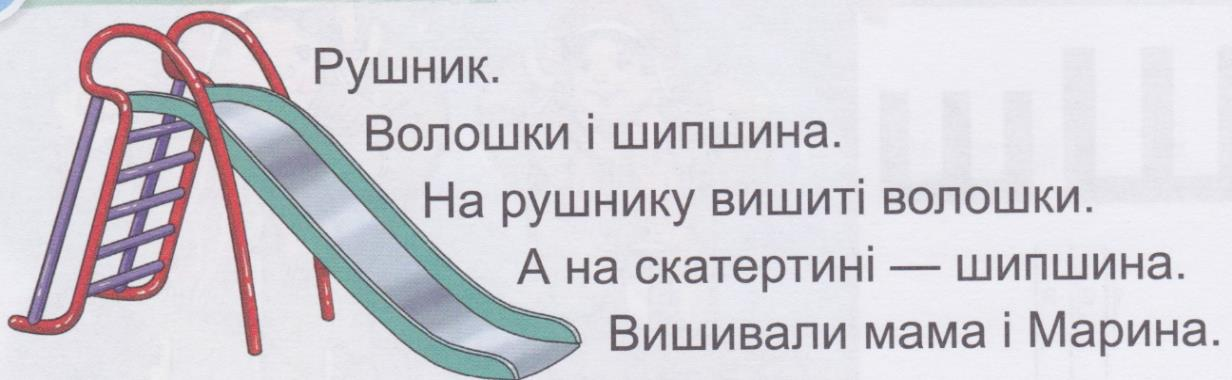 Рушник.
Волошки і шипшина.
На рушнику вишиті волошки.
А на скатертині — шипшина.
Вишивали мама і Марина.